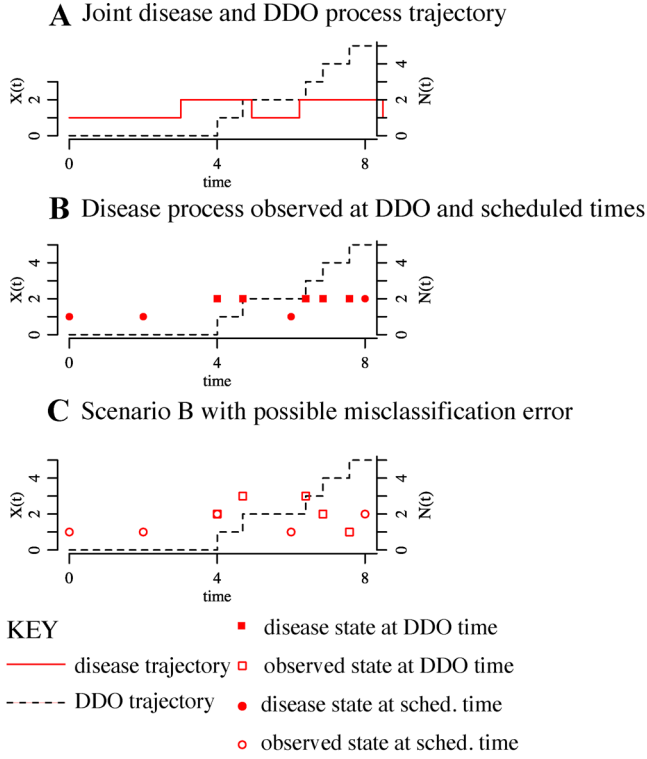 A Joint disease and DDO process trajectory
X(t)
0 2
N(t)
0 2 4
0 4 8
time
B Disease process observed at DDO and scheduled times
X(t)
0 2 4
N(t)
0 2 4
0 4 8
time
C Scenario B with possible misclassification error
X(t)
0 2 4
N(t)
0 2 4
0 4 8
time
KEY
disease trajectory
DDO trajectory
disease state at DDO time
observed state at DDO time
disease state at sched. time
observed state at sched. time